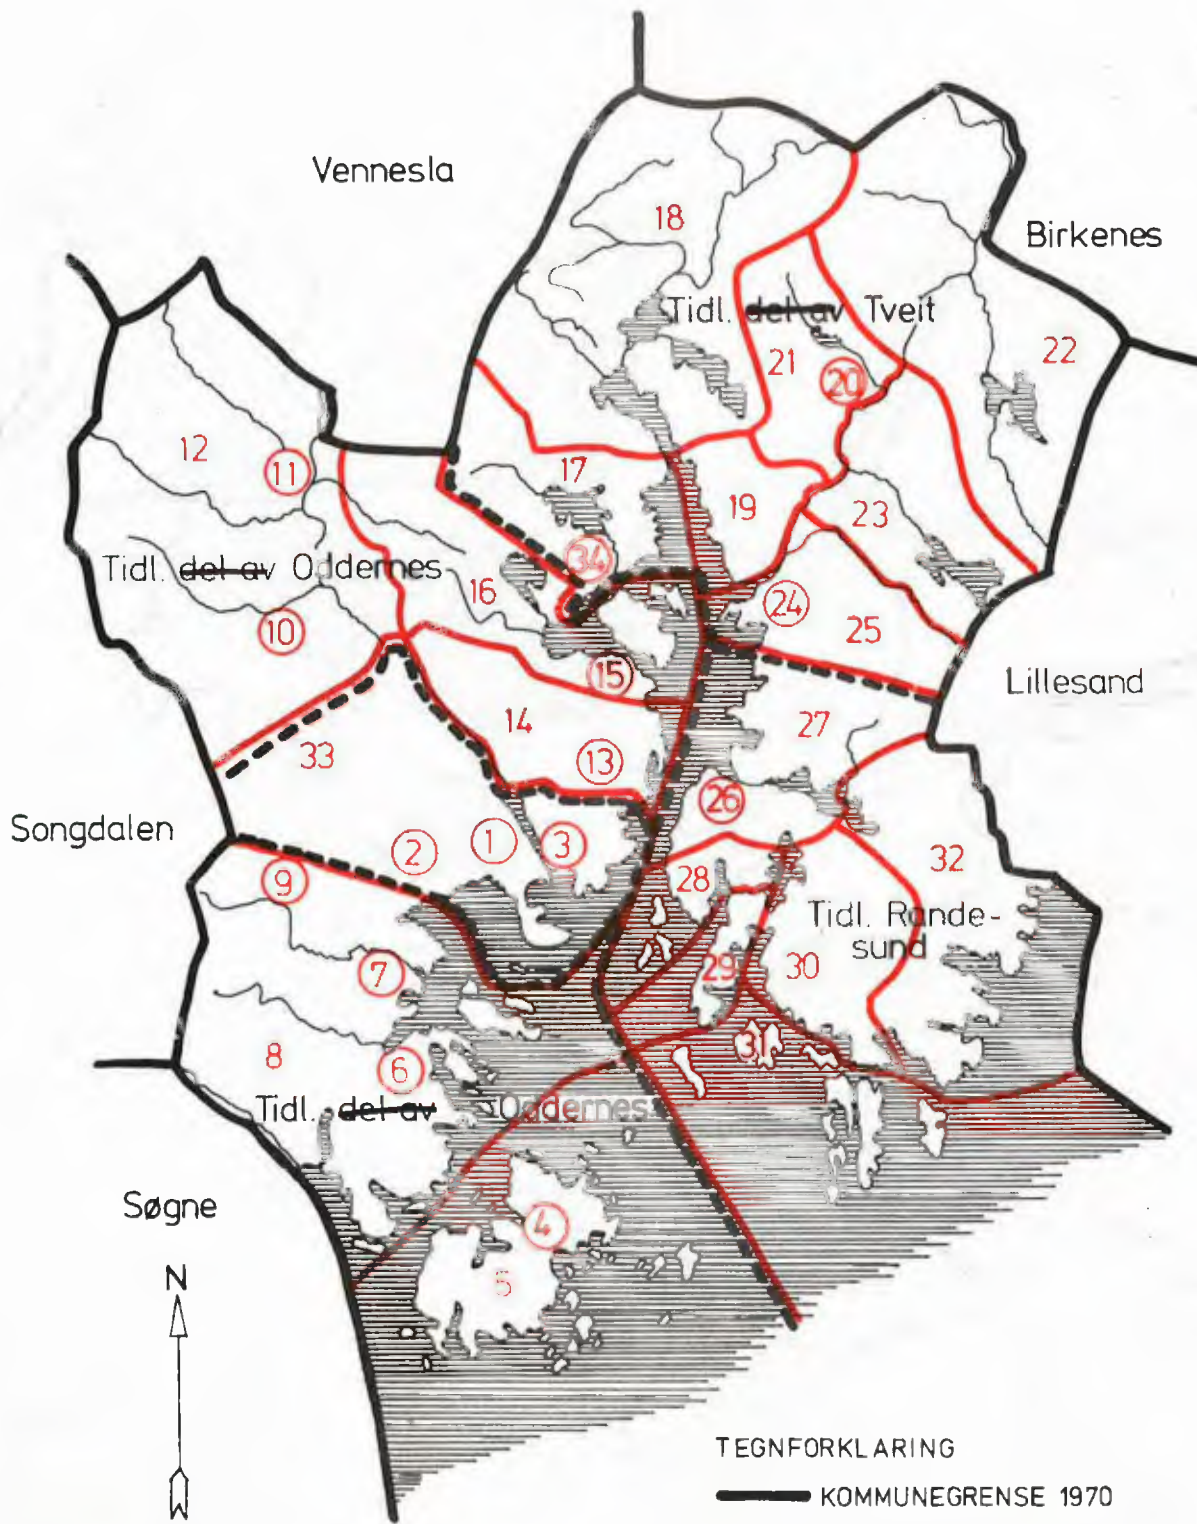 Vennesla
18
Birkenes
Tidl. ~~del av~~ Tveit
22
21
20
12
11
17
19
23
Tidl. ~~del av~~ Oddernes
34
16
24
10
25
15
Lillesand
14
27
33
13
26
Songdalen
2
1
3
28
32
9
Tidl. Rande-
sund
7
29
30
8
6
31
Tidl. ~~del av~~ Oddernes
Søgne
4
5
N
TEGNFORKLARING
KOMMUNEGRENSE 1970